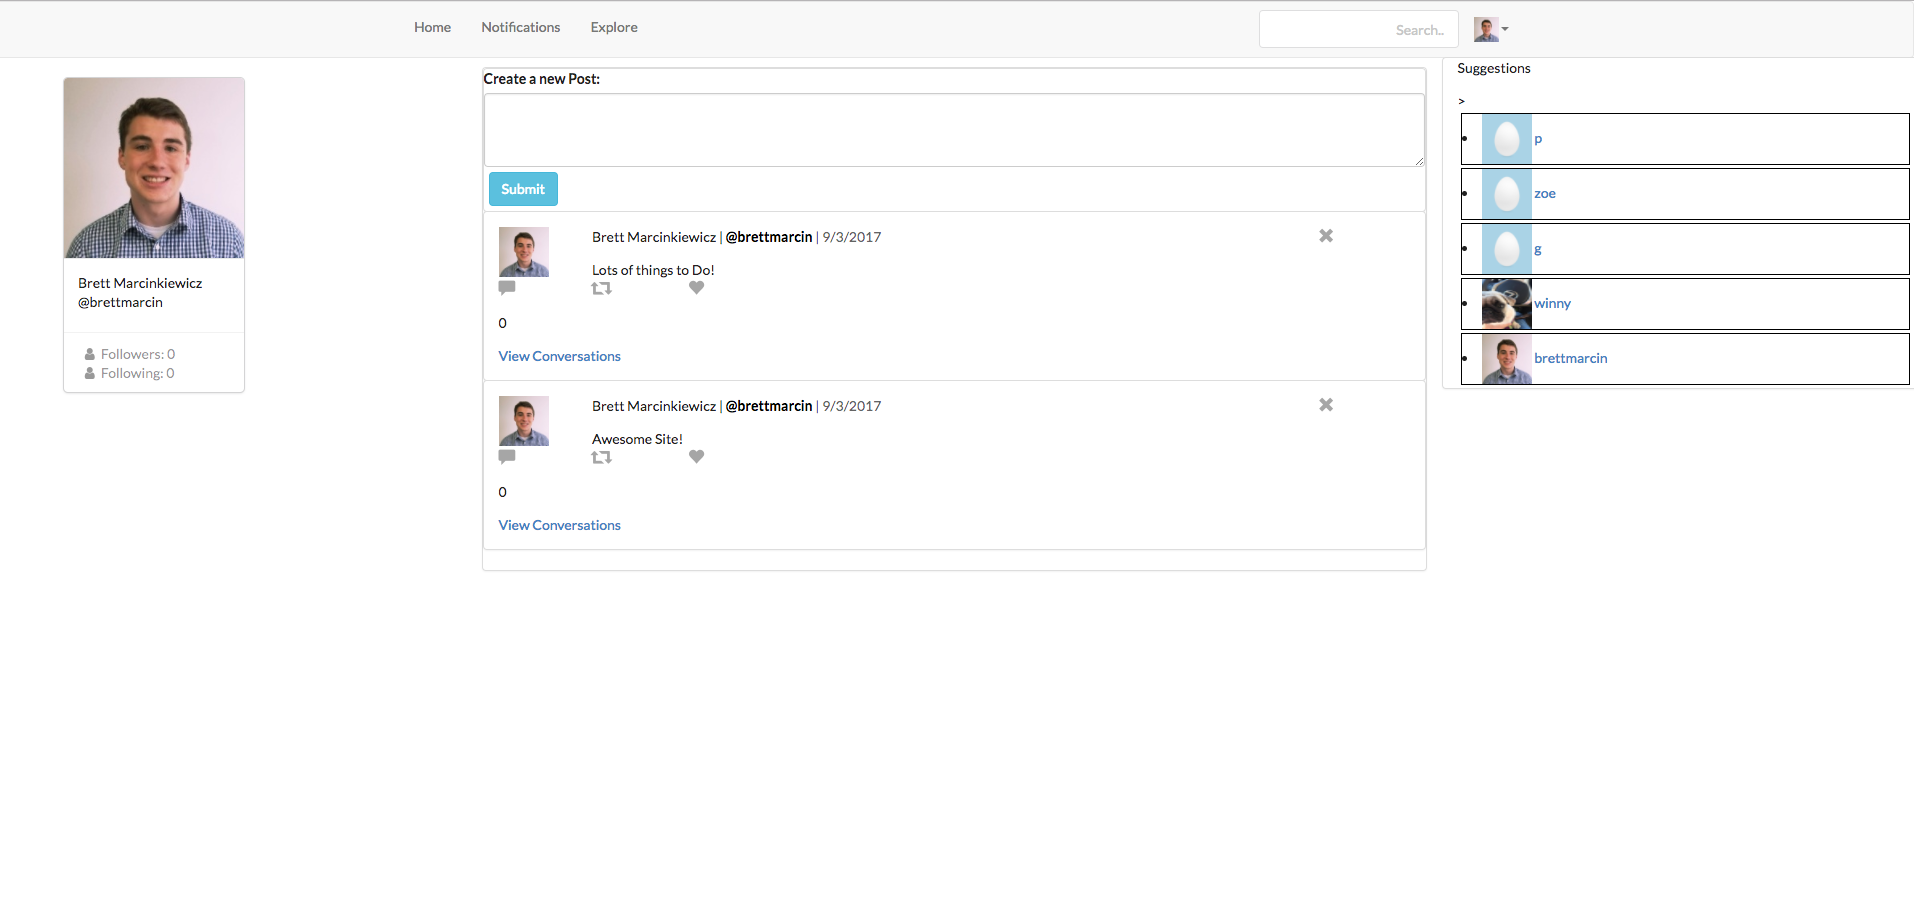 Home Notifications Explore Search..
Brett Marcinkiewicz
@brettmarcin
Followers: 0
Following: 0
Create a new Post:
Submit
Brett Marcinkiewicz | @brettmarcin | 9/3/2017
Lots of things to Do!
0
View Conversations
Brett Marcinkiewicz | @brettmarcin | 9/3/2017
Awesome Site!
0
View Conversations
Suggestions
>
p
zoe
g
winny
brettmarcin